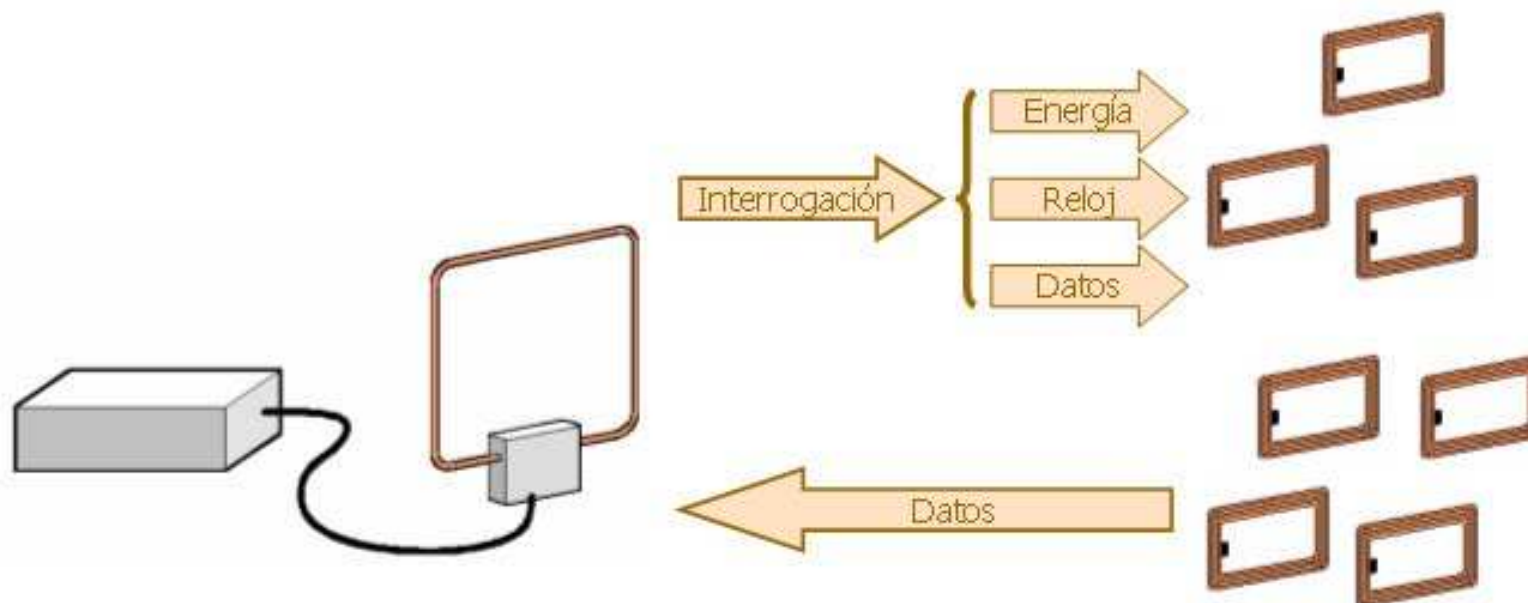 Energía
Interrogación
Reloj
Datos
Datos